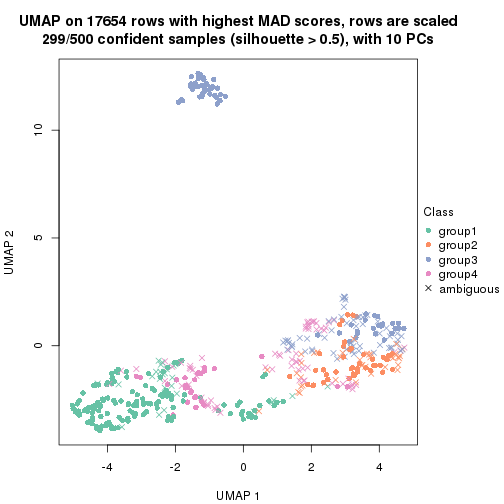 UMAP on 17654 rows with highest MAD scores, rows are scaled
299/500 confident samples (silhouette > 0.5), with 10 PCs
10
5
0
UMAP 2
-4
-2
0
2
4
UMAP 1
Class
group1
group2
group3
group4
ambiguous